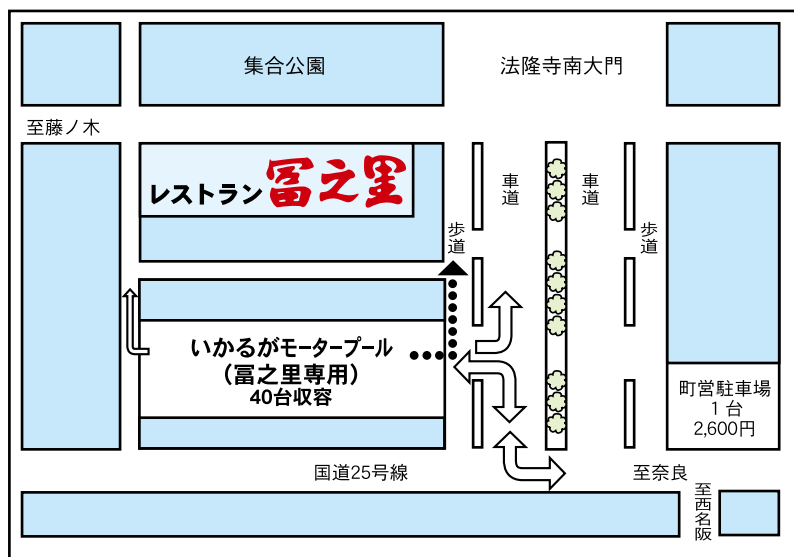 集合公園
法隆寺南大門
至藤ノ木
レストラン 冨之里
車道
車道
歩道
歩道
いかるがモータープール
(冨之里専用)
40台収容
町営駐車場
1台
2,600円
国道25号線
至奈良
至西名阪